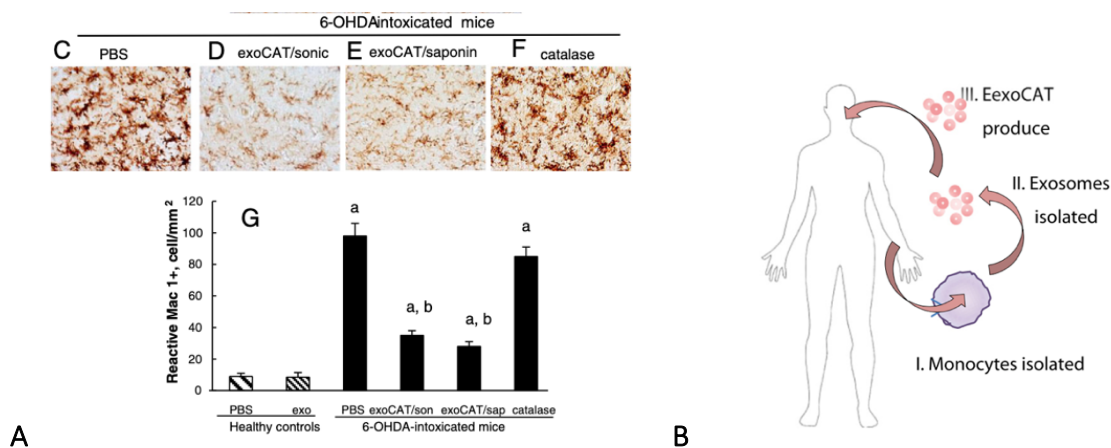 6-OHDAintoxicated mice
C PBS D exoCAT/sonic E exoCAT/saponin F catalase
G
Reactive Mac 1+, cell/mm²
120
100
80
60
40
20
0
a
a, b
a, b
a
PBS exo PBS exoCAT/son exoCAT/sap catalase
Healthy controls 6-OHDA-intoxicated mice
A
III. EexoCAT
produce
II. Exosomes
isolated
I. Monocytes isolated
B